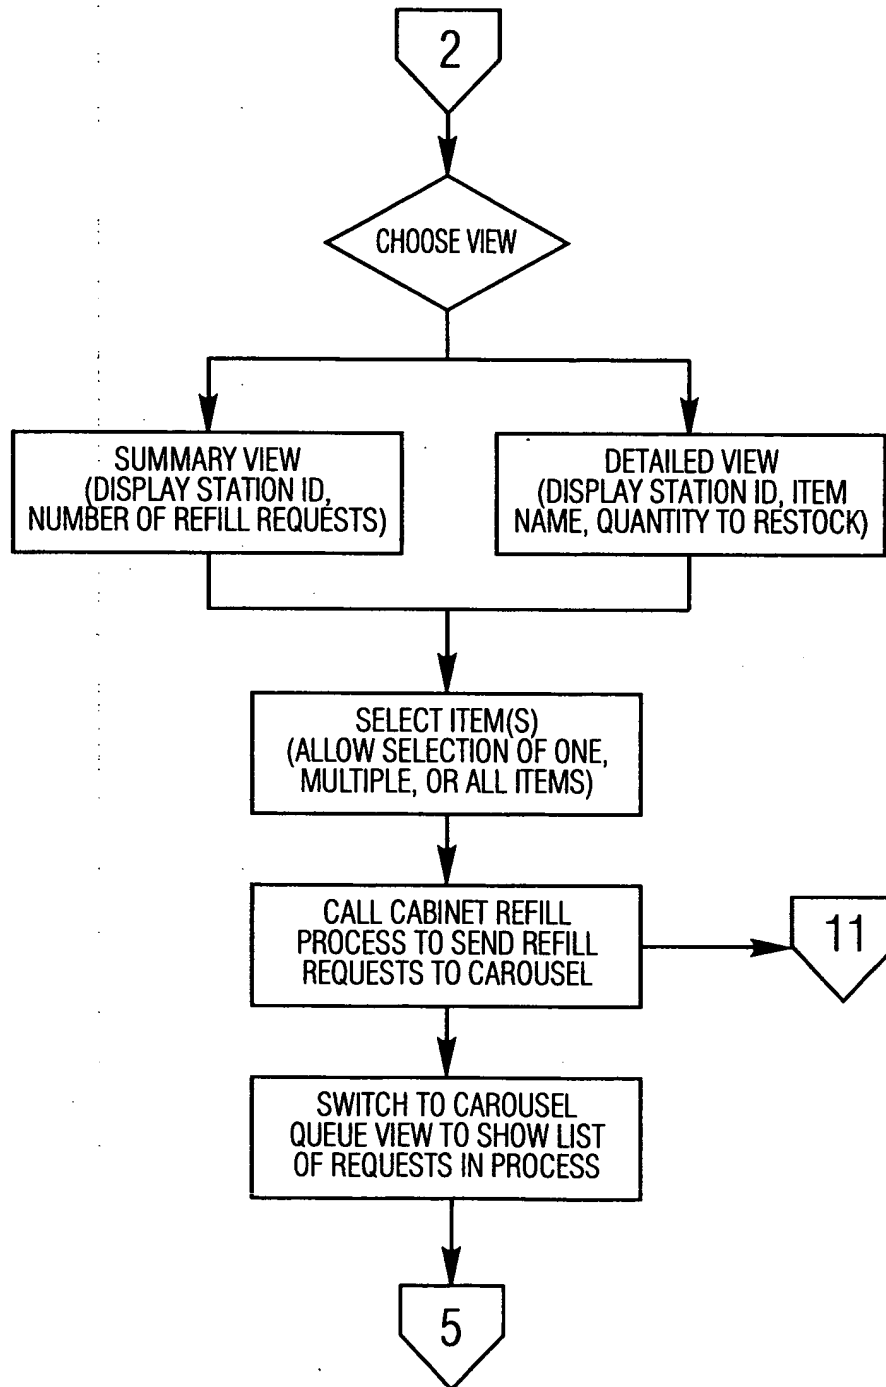 2
CHOOSE VIEW
SUMMARY VIEW
(DISPLAY STATION ID,
NUMBER OF REFILL REQUESTS)
DETAILED VIEW
(DISPLAY STATION ID, ITEM
NAME, QUANTITY TO RESTOCK)
SELECT ITEM(S)
(ALLOW SELECTION OF ONE,
MULTIPLE, OR ALL ITEMS)
CALL CABINET REFILL
PROCESS TO SEND REFILL
REQUESTS TO CAROUSEL
11
SWITCH TO CAROUSEL
QUEUE VIEW TO SHOW LIST
OF REQUESTS IN PROCESS
5